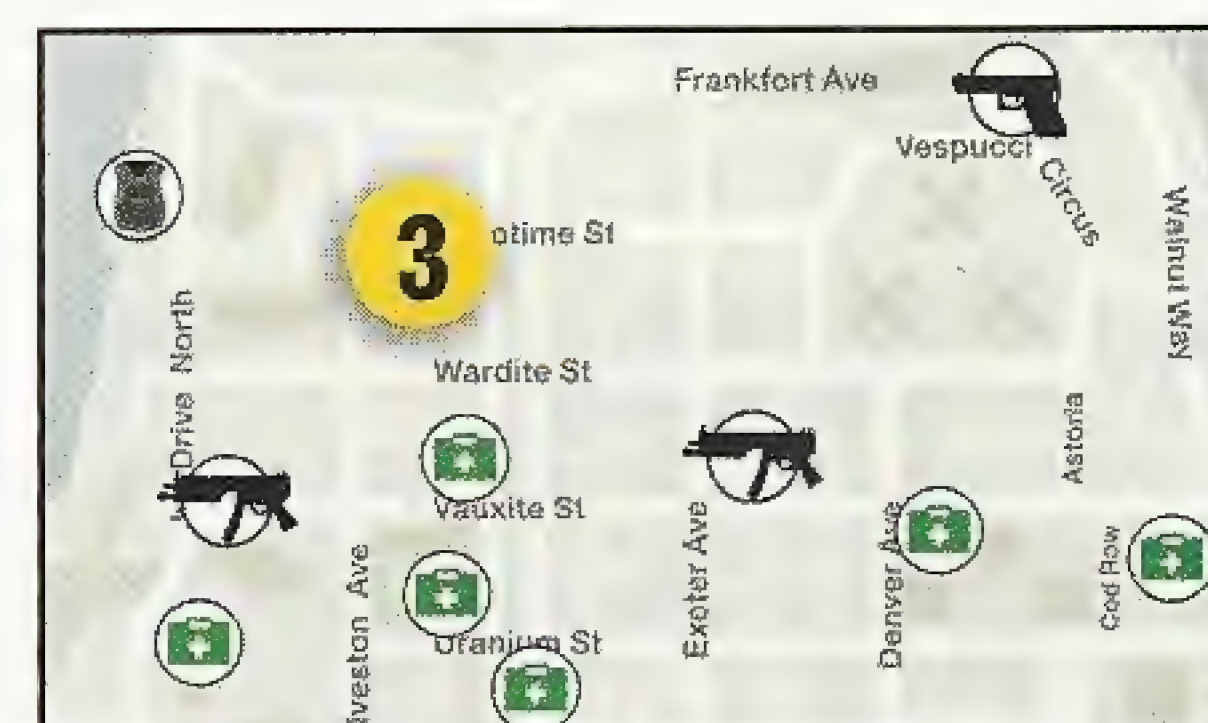 Frankfort Ave
Vespucci
Circus
Walnut Way
3
otime St
Drive North
Wardite St
Astoria
Vauxite St
Exeter Ave
Denver Ave
Cod Row
Uranium St
Ave